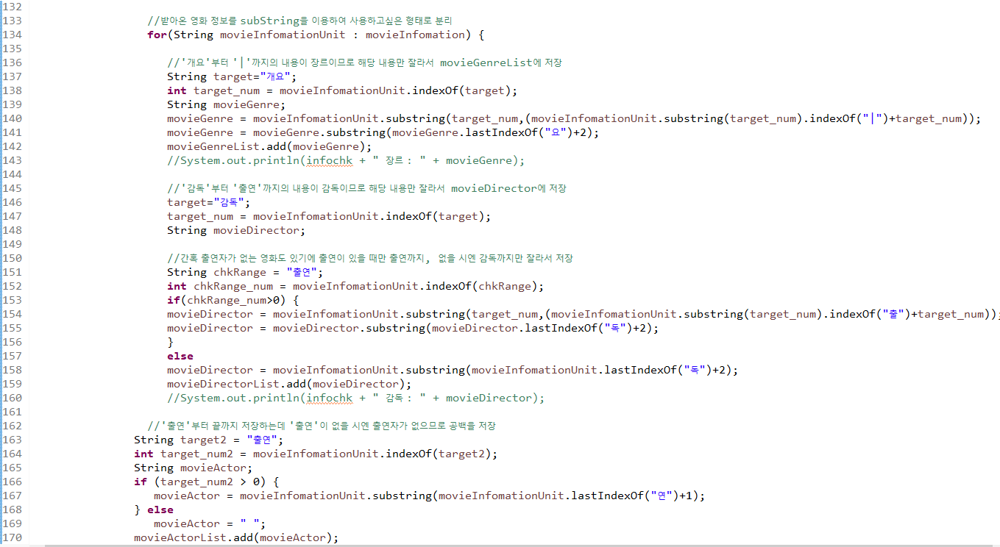 132
133 //받아온 영화 정보를 subString을 이용하여 사용하고싶은 형태로 분리
134 for(String movieInfomationUnit : movieInfomation) {
135
136 //'개요'부터 '|'까지의 내용이 장르이므로 해당 내용만 잘라서 movieGenreList에 저장
137 String target="개요";
138 int target_num = movieInfomationUnit.indexOf(target);
139 String movieGenre;
140 movieGenre = movieInfomationUnit.substring(target_num,(movieInfomationUnit.substring(target_num).indexOf("|")+target_num));
141 movieGenre = movieGenre.substring(movieGenre.lastIndexOf("요")+2);
142 movieGenreList.add(movieGenre);
143 //System.out.println(infochk + " 장르 : " + movieGenre);
144
145 //'감독'부터 '출연'까지의 내용이 감독이므로 해당 내용만 잘라서 movieDirector에 저장
146 target="감독";
147 target_num = movieInfomationUnit.indexOf(target);
148 String movieDirector;
149
150 //간혹 출연자가 없는 영화도 있기에 출연이 있을 때만 출연까지, 없을 시엔 감독까지만 잘라서 저장
151 String chkRange = "출연";
152 int chkRange_num = movieInfomationUnit.indexOf(chkRange);
153 if(chkRange_num>0) {
154 movieDirector = movieInfomationUnit.substring(target_num,(movieInfomationUnit.substring(target_num).indexOf("출")+target_num));
155 movieDirector = movieDirector.substring(movieDirector.lastIndexOf("독")+2);
156 }
157 else
158 movieDirector = movieInfomationUnit.substring(movieInfomationUnit.lastIndexOf("독")+2);
159 movieDirectorList.add(movieDirector);
160 //System.out.println(infochk + " 감독 : " + movieDirector);
161
162 //'출연'부터 끝까지 저장하는데 '출연'이 없을 시엔 출연자가 없으므로 공백을 저장
163 String target2 = "출연";
164 int target_num2 = movieInfomationUnit.indexOf(target2);
165 String movieActor;
166 if (target_num2 > 0) {
167 movieActor = movieInfomationUnit.substring(movieInfomationUnit.lastIndexOf("연")+1);
168 } else
169 movieActor = " ";
170 movieActorList.add(movieActor);